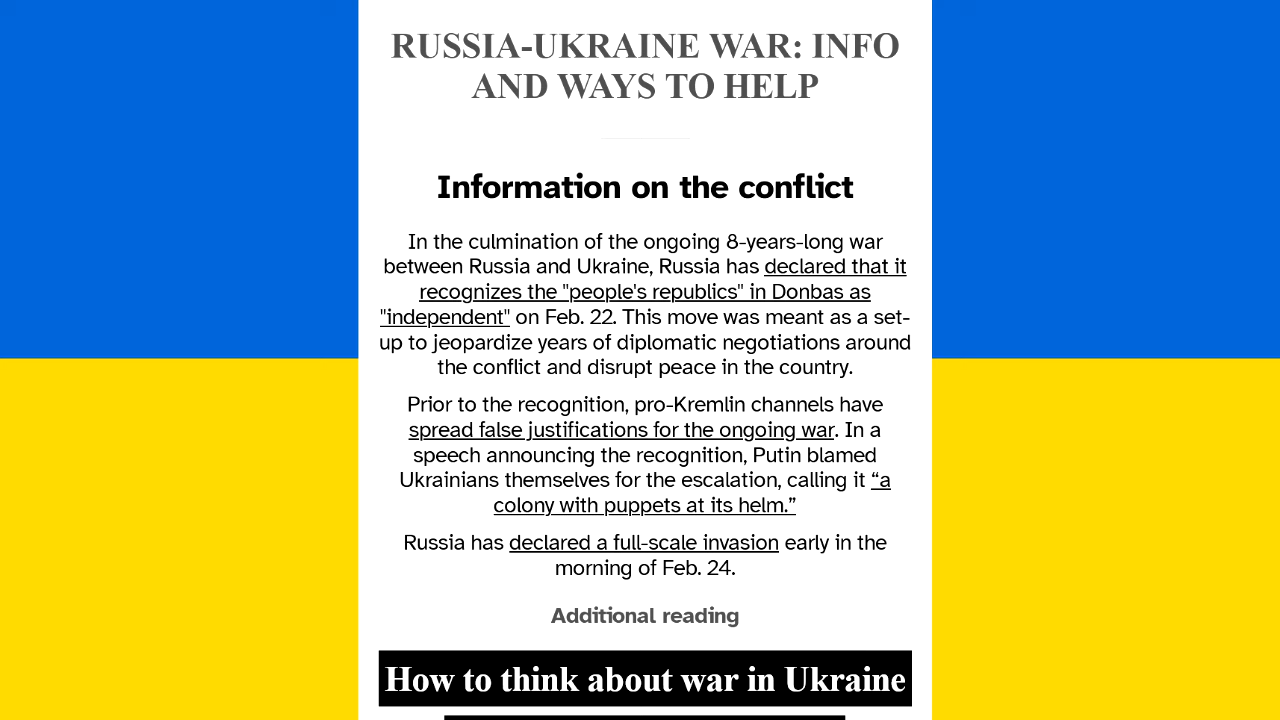 RUSSIA-UKRAINE WAR: INFO
AND WAYS TO HELP
Information on the conflict
In the culmination of the ongoing 8-years-long war
between Russia and Ukraine, Russia has declared that it
recognizes the "people's republics" in Donbas as
"independent" on Feb. 22. This move was meant as a set-
up to jeopardize years of diplomatic negotiations around
the conflict and disrupt peace in the country.
Prior to the recognition, pro-Kremlin channels have
spread false justifications for the ongoing war. In a
speech announcing the recognition, Putin blamed
Ukrainians themselves for the escalation, calling it “a
colony with puppets at its helm.”
Russia has declared a full-scale invasion early in the
morning of Feb. 24.
Additional reading
How to think about war in Ukraine